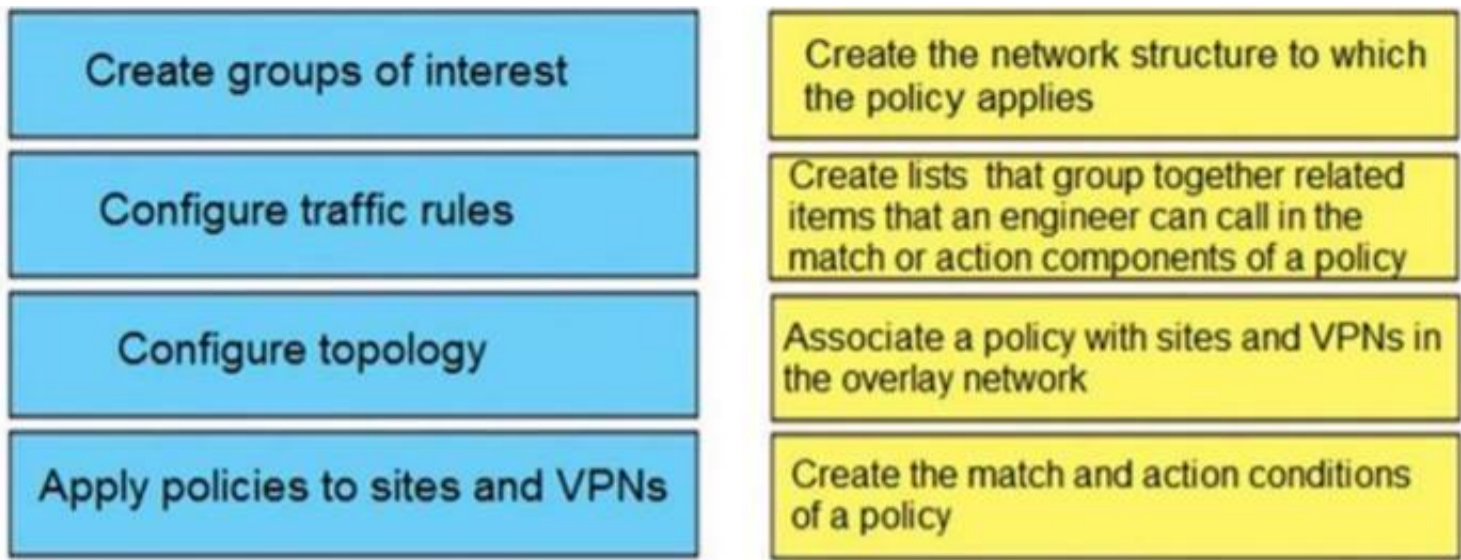 Create groups of interest
Create the network structure to which
the policy applies
Configure traffic rules
Create lists that group together related
items that an engineer can call in the
match or action components of a policy
Configure topology
Associate a policy with sites and VPNs in
the overlay network
Apply policies to sites and VPNs
Create the match and action conditions
of a policy